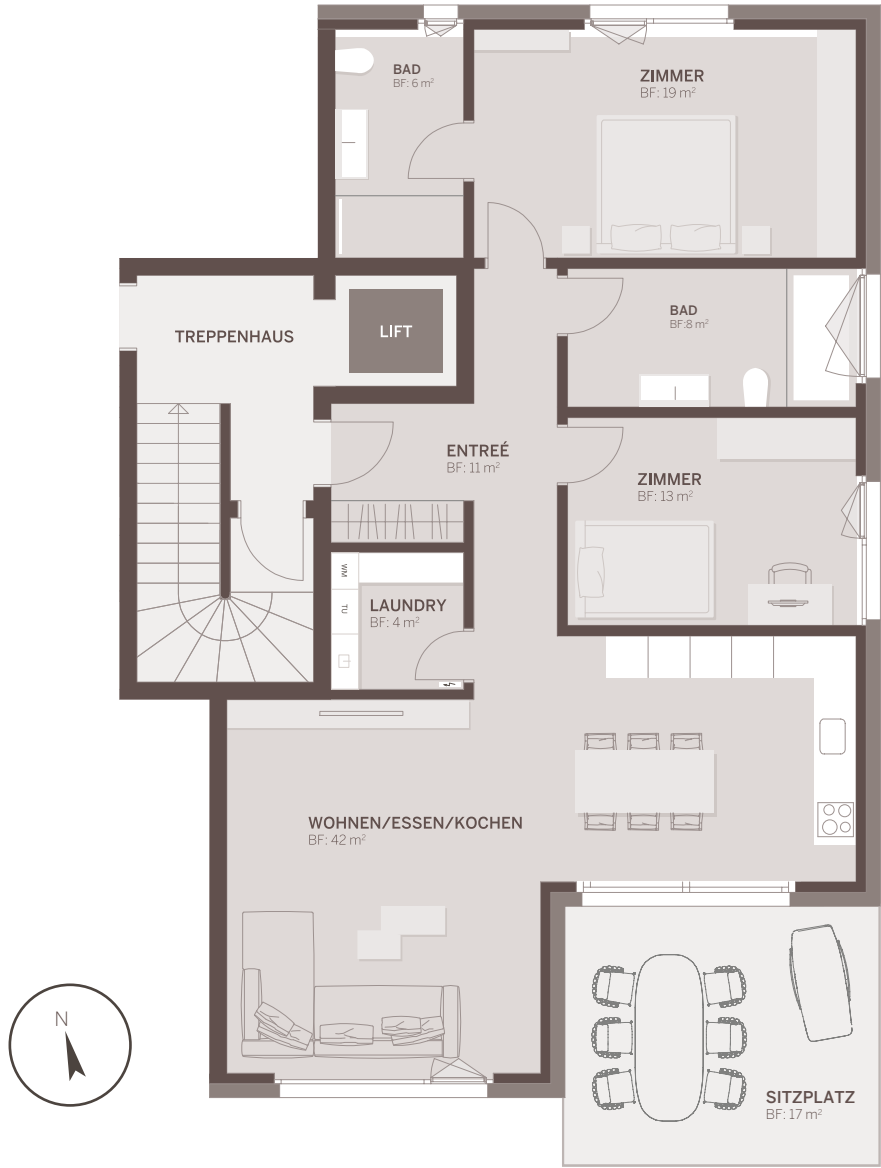 BAD
BF: 6 m²
ZIMMER
BF: 19 m²
TREPPENHAUS
LIFT
BAD
BF:8 m²
ENTREÉ
BF: 11 m²
ZIMMER
BF: 13 m²
WM
TU
LAUNDRY
BF: 4 m²
WOHNEN/ESSEN/KOCHEN
BF: 42 m²
N
SITZPLATZ
BF: 17 m²